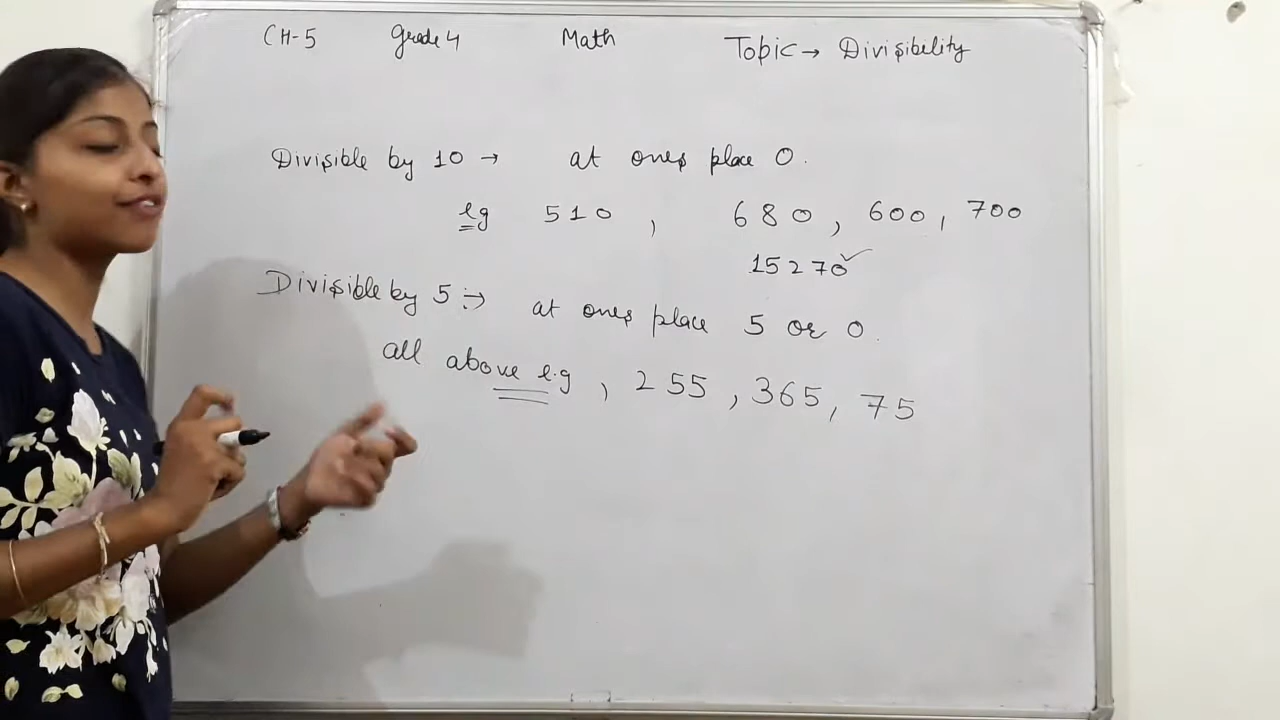 CH-5 Grade 4 Math Topic → Divisibility
Divisible by 10 → at ones place 0.
eg 510, 680, 600, 700
15270 ✓
Divisible by 5 :→ at ones place 5 or 0.
all above e.g, 255, 365, 75